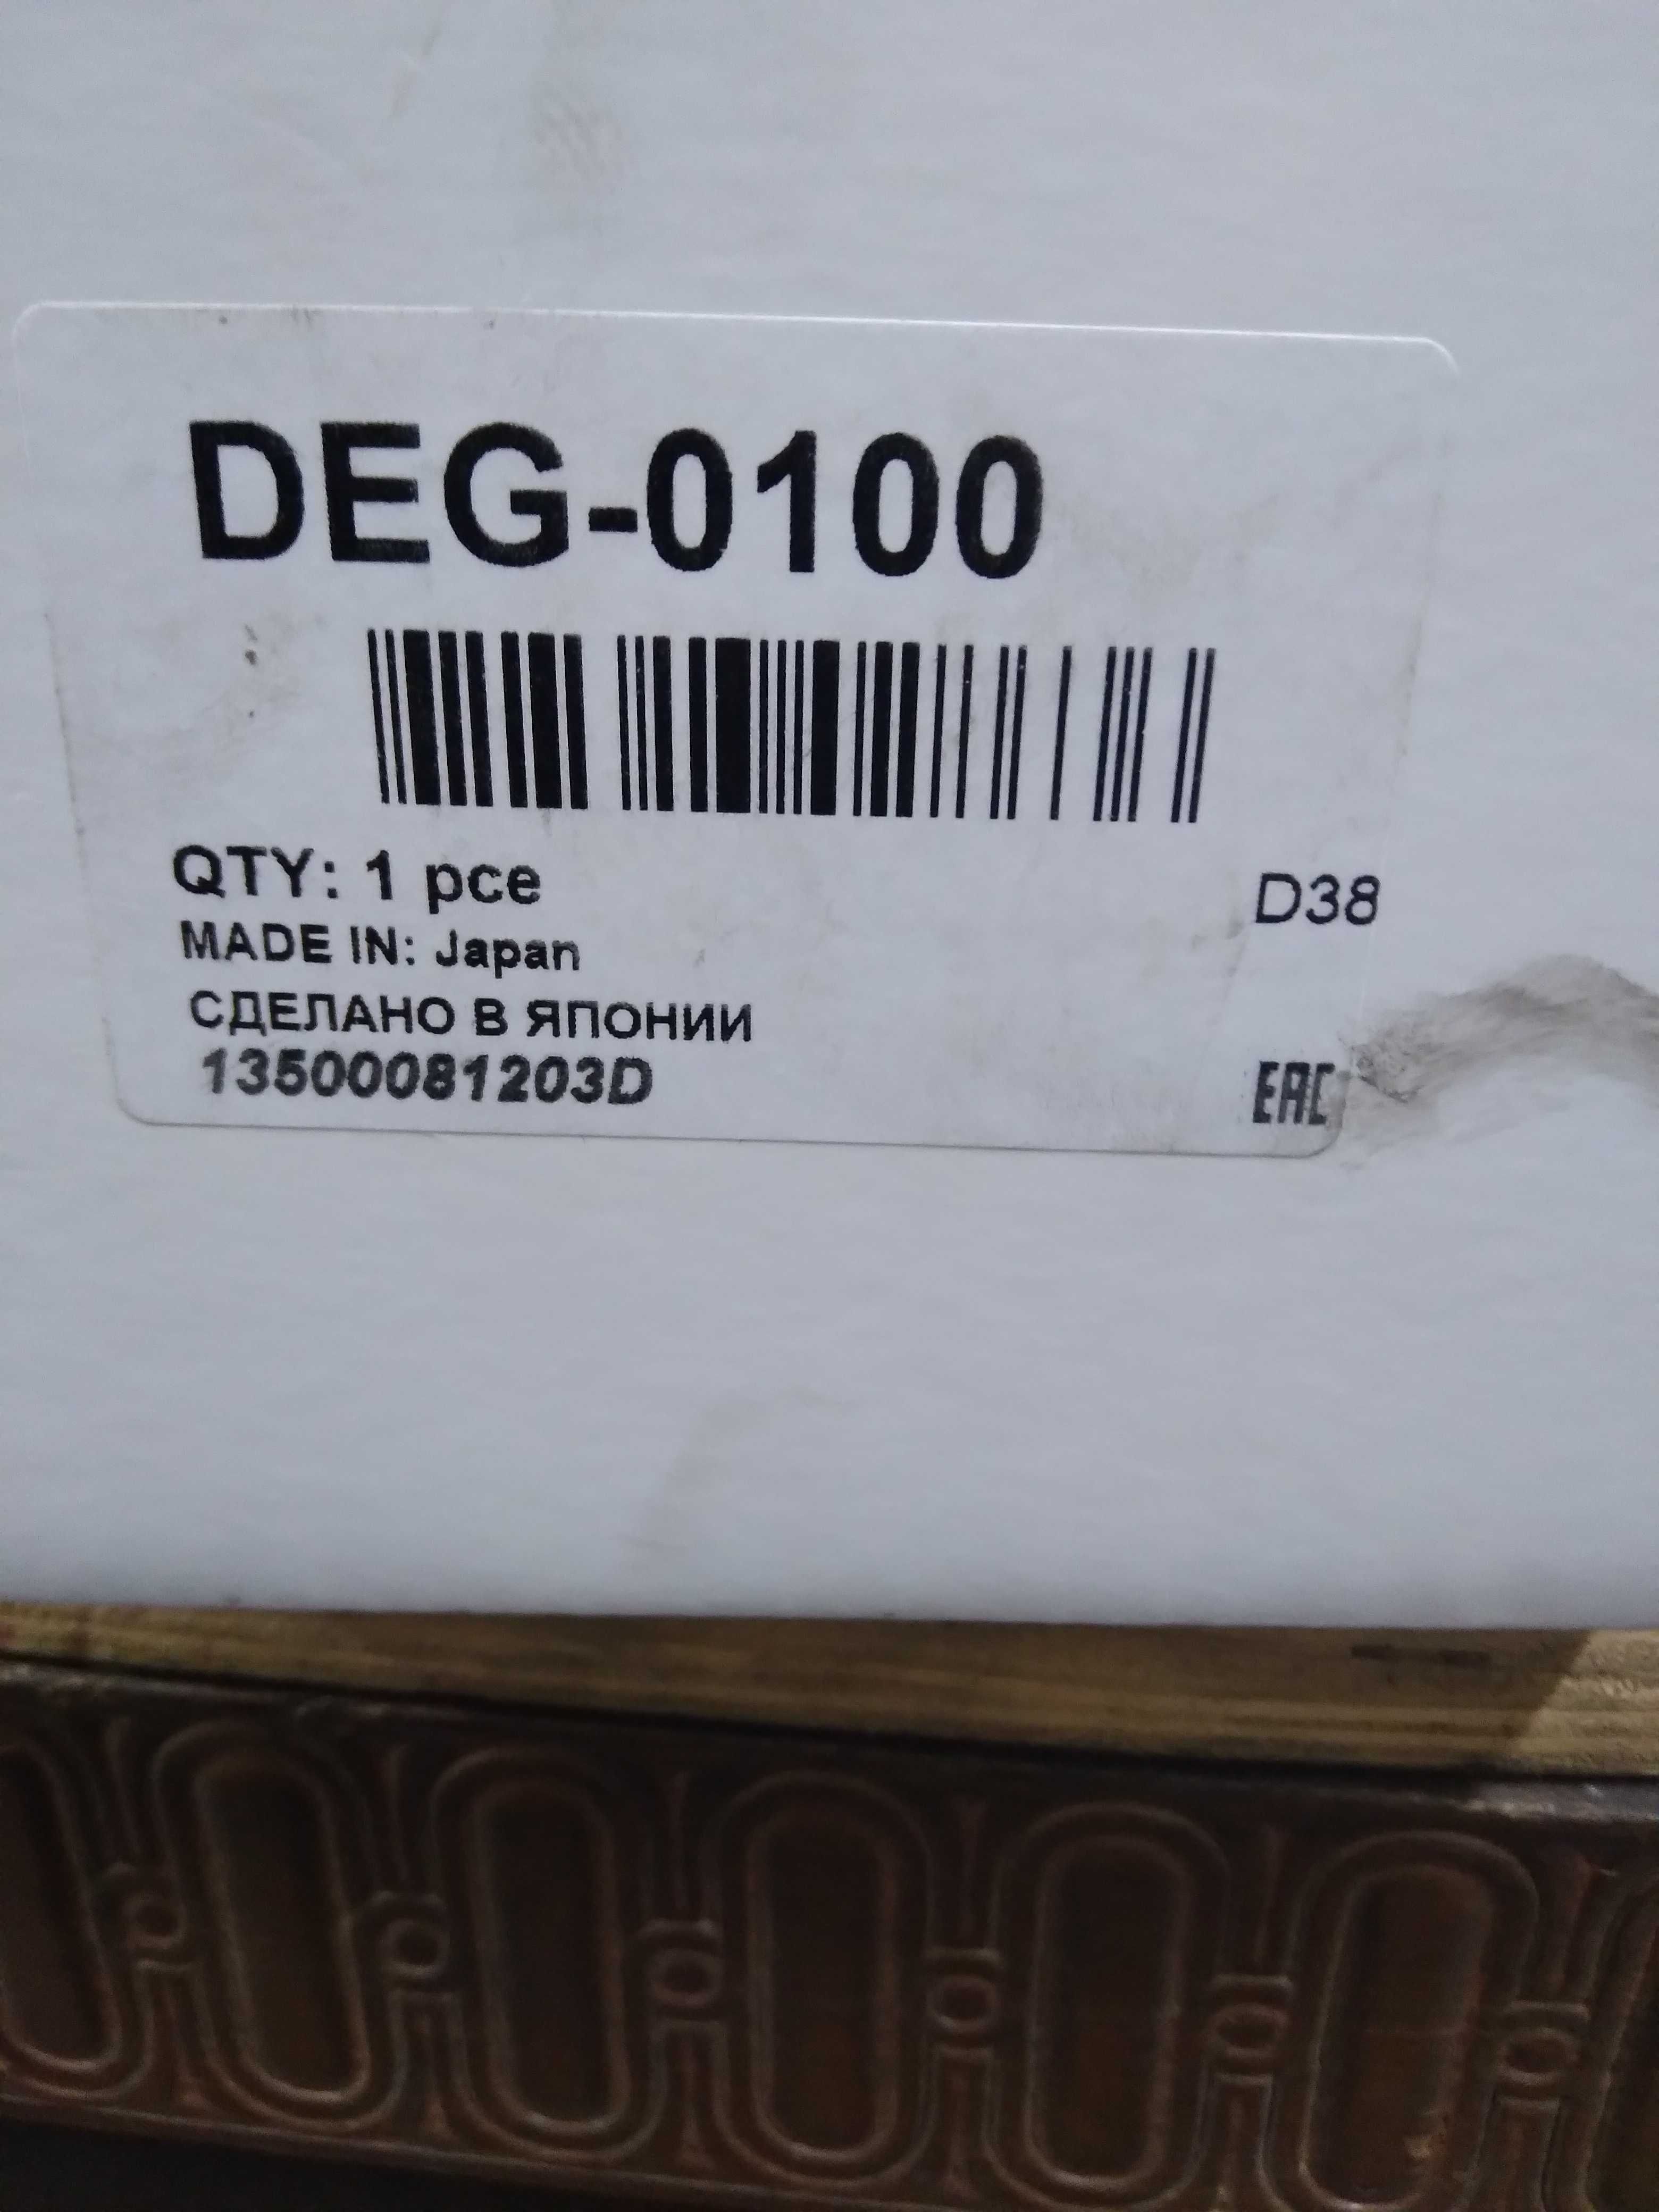 DEG-0100
QTY: 1 pce
D38
MADE IN: Japan
СДЕЛАНО В ЯПОНИИ
13500081203D
EAC